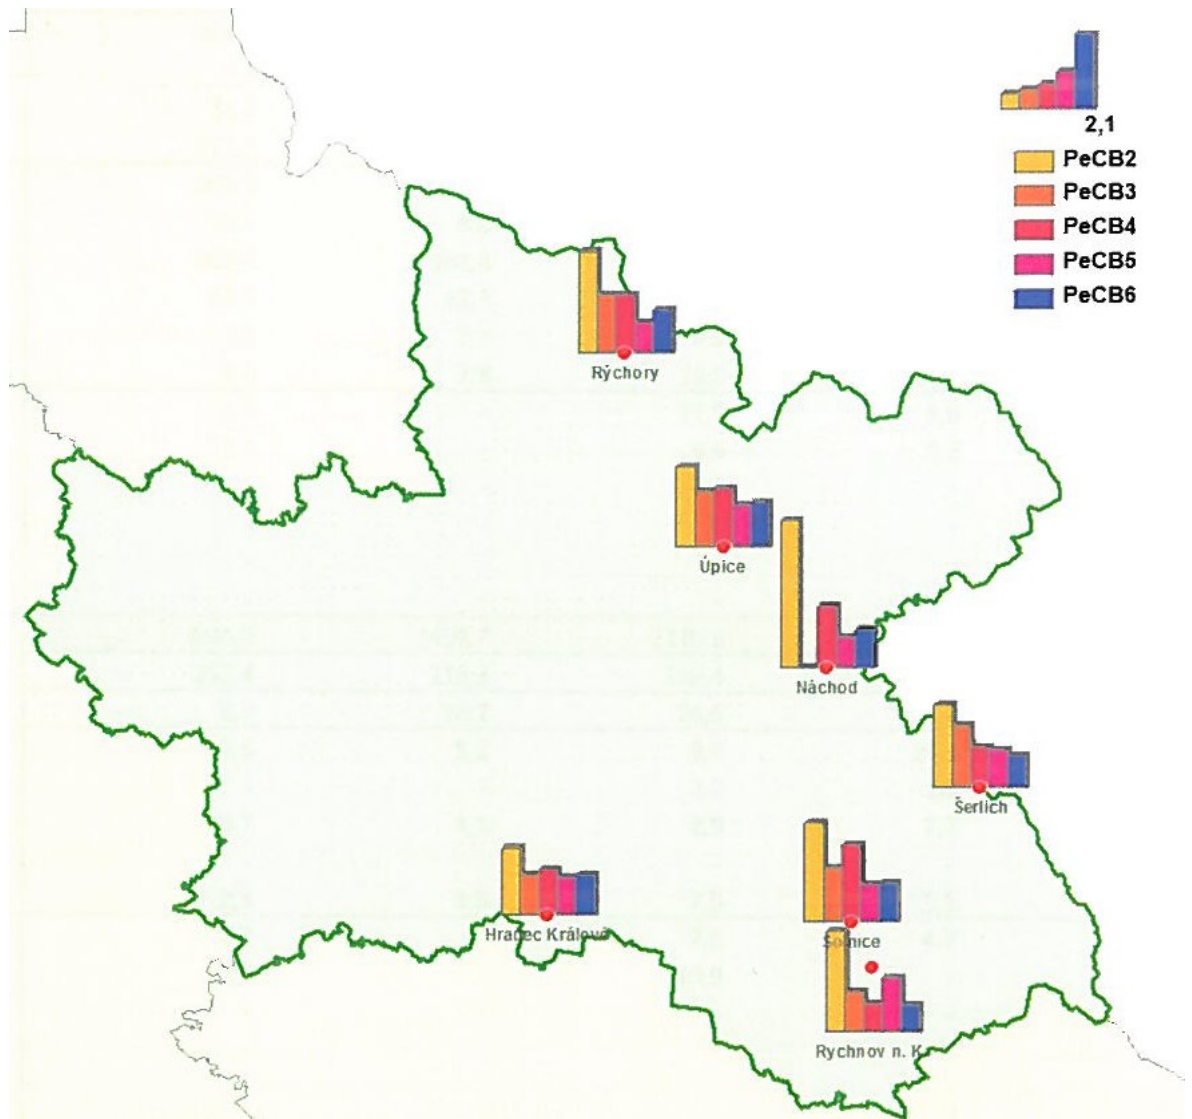 2,1
PeCB2
PeCB3
PeCB4
PeCB5
PeCB6
Rýchory
Úpice
Náchod
Šerlich
Hradec Králové
Solnice
Rychnov n. K